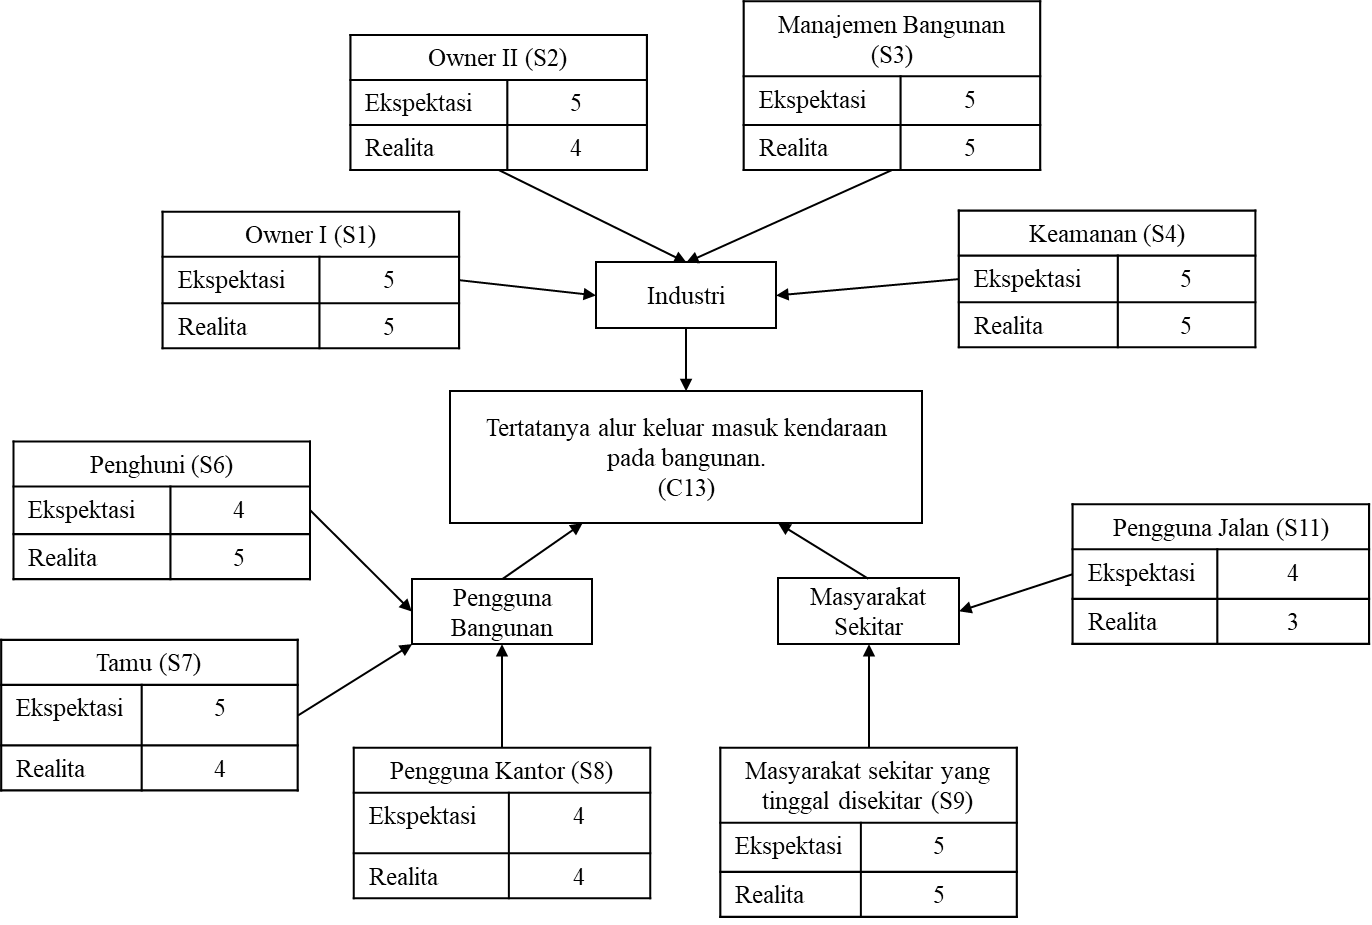 Manajemen Bangunan
(S3)
Ekspektasi 5
Realita 5
Owner II (S2)
Ekspektasi 5
Realita 4
Owner I (S1)
Ekspektasi 5
Realita 5
Keamanan (S4)
Ekspektasi 5
Realita 5
Industri
Tertatanya alur keluar masuk kendaraan
pada bangunan.
(C13)
Penghuni (S6)
Ekspektasi 4
Realita 5
Pengguna Jalan (S11)
Ekspektasi 4
Realita 3
Pengguna
Bangunan
Masyarakat
Sekitar
Tamu (S7)
Ekspektasi 5
Realita 4
Pengguna Kantor (S8)
Ekspektasi 4
Realita 4
Masyarakat sekitar yang
tinggal disekitar (S9)
Ekspektasi 5
Realita 5